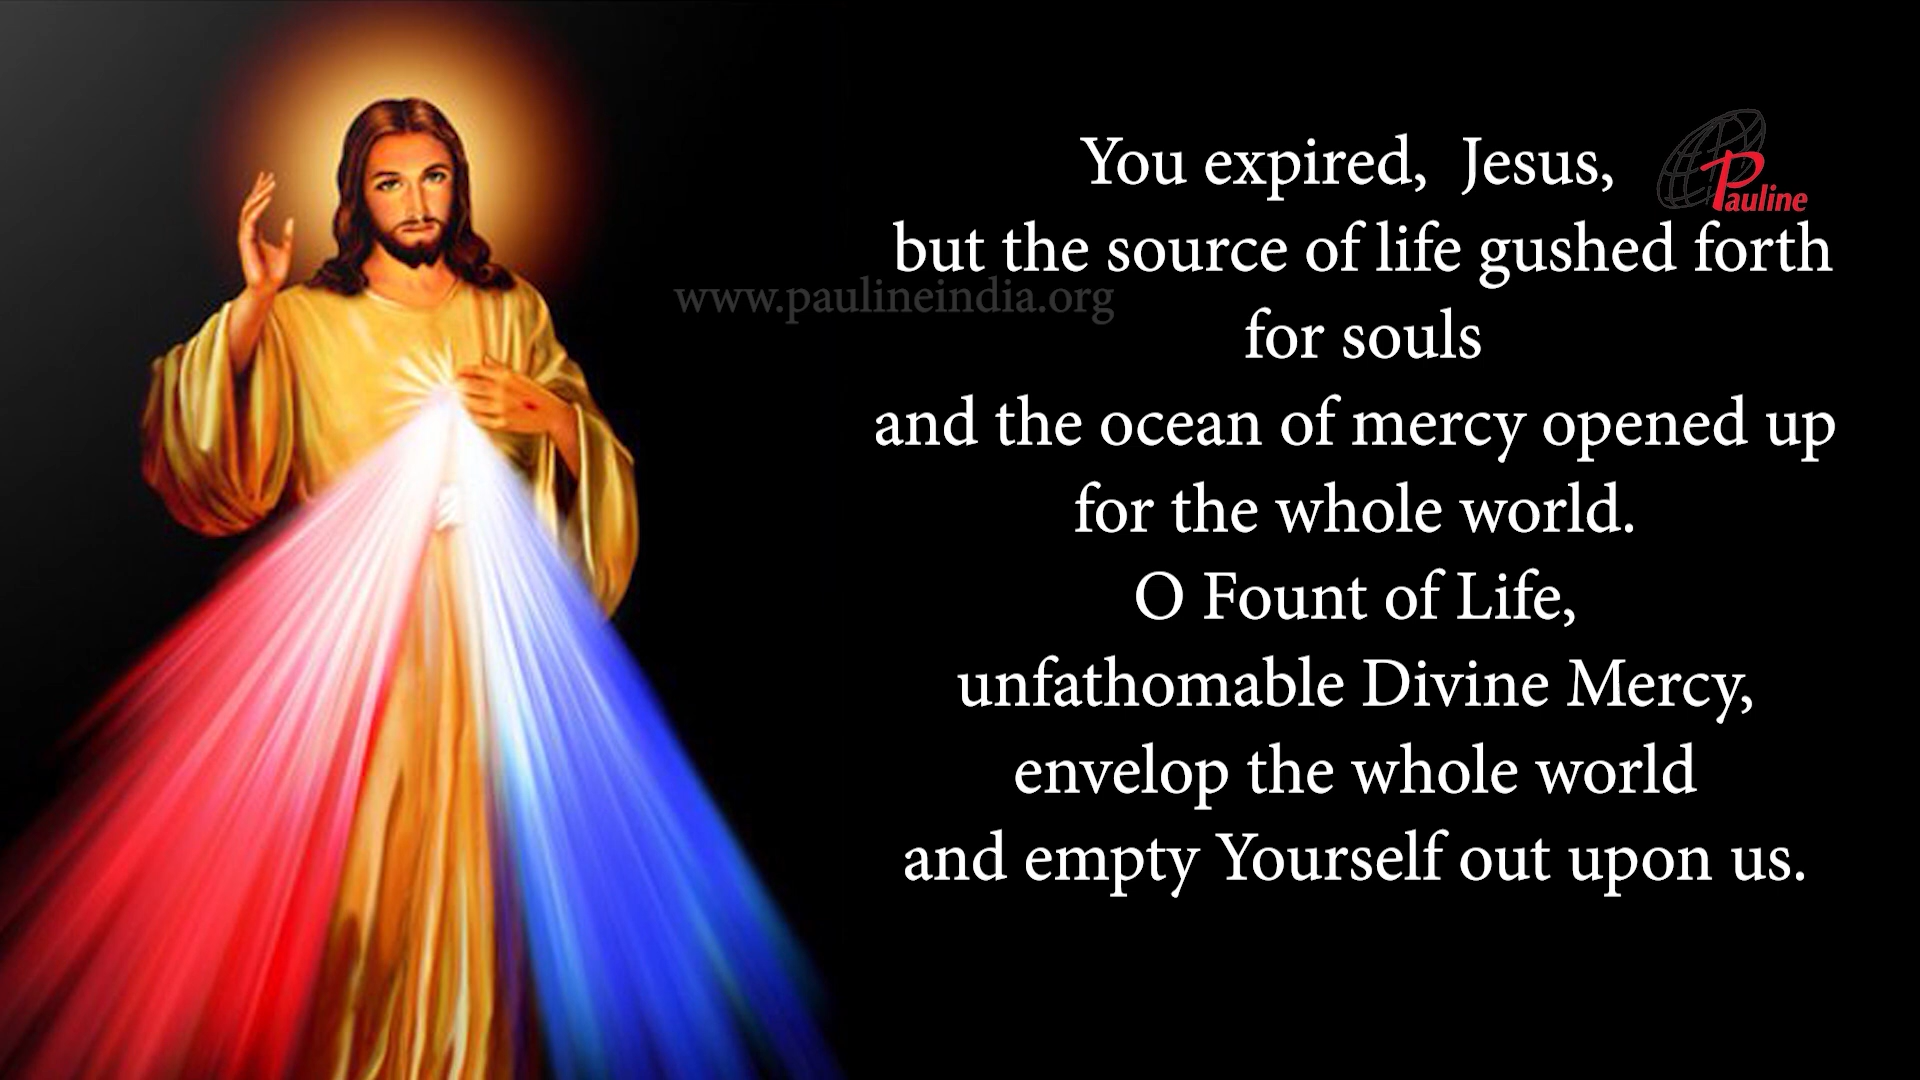 You expired, Jesus,
Pauline
but the source of life gushed forth
www.paulineindia.org
for souls
and the ocean of mercy opened up
for the whole world.
O Fount of Life,
unfathomable Divine Mercy,
envelop the whole world
and empty Yourself out upon us.